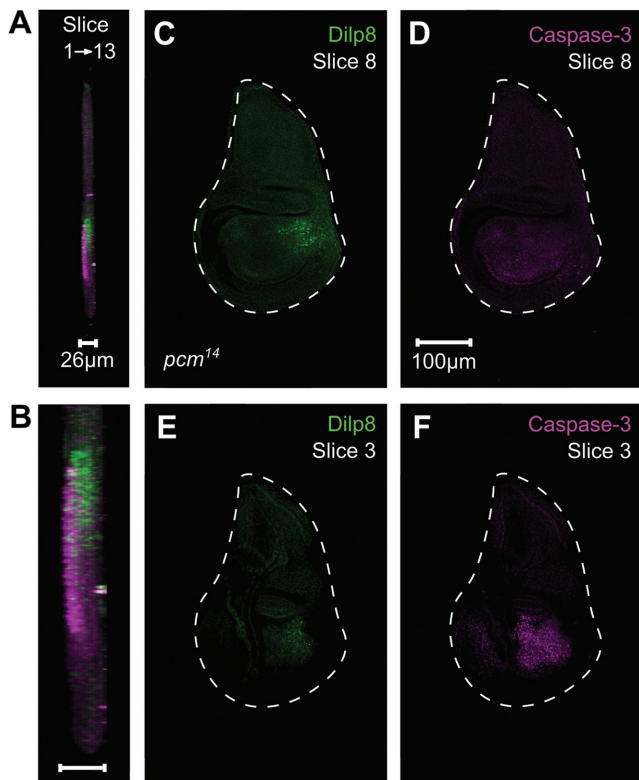 A
Slice
1→13
26µm
C
Dilp8
Slice 8
pcm¹⁴
D
Caspase-3
Slice 8
100µm
B
E
Dilp8
Slice 3
F
Caspase-3
Slice 3